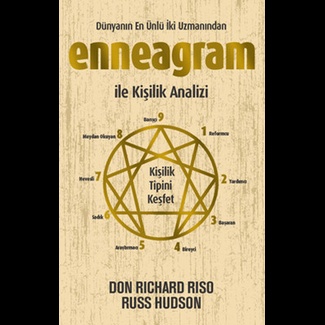 Dünyanın En Ünlü İki Uzmanından
enneagram
ile Kişilik Analizi
Barışçı 9
Meydan Okuyan 8
1 Reformcu
Hevesli 7
2 Yardımcı
Kişilik
Tipini
Keşfet
Sadık 6
3 Başaran
Araştırmacı 5
4 Bireyci
DON RICHARD RISO
RUSS HUDSON